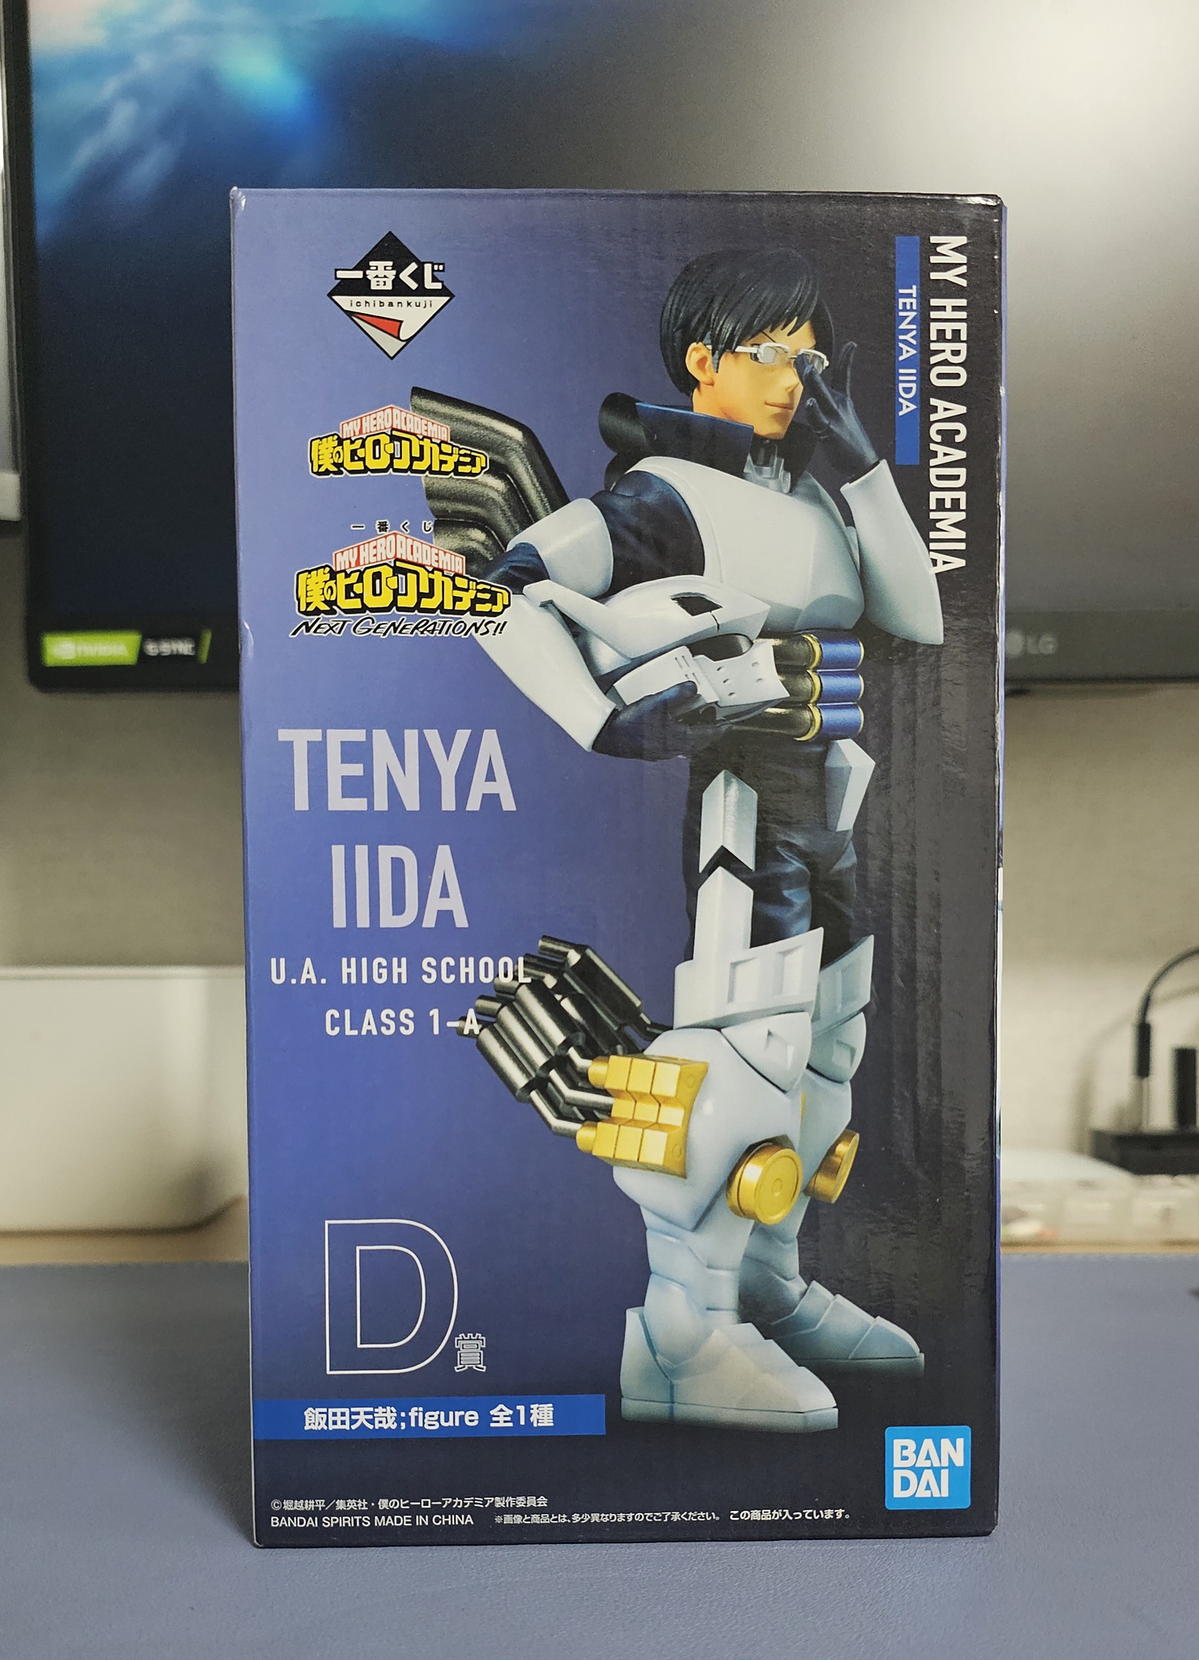 一番くじ
ichibankuji
MY HERO ACADEMIA
TENYA IIDA
MY HERO ACADEMIA
僕のヒーローアカデミア
一番くじ
MY HERO ACADEMIA
僕のヒーローアカデミア
NEXT GENERATIONS!!
TENYA
IIDA
U.A. HIGH SCHOOL
CLASS 1-A
D賞
飯田天哉;figure 全1種
BAN
DAI
©堀越耕平/集英社・僕のヒーローアカデミア製作委員会
BANDAI SPIRITS MADE IN CHINA ※画像と商品とは、多少異なりますのでご了承ください。 この商品が入っています。
NVIDIA G-SYNC
LG